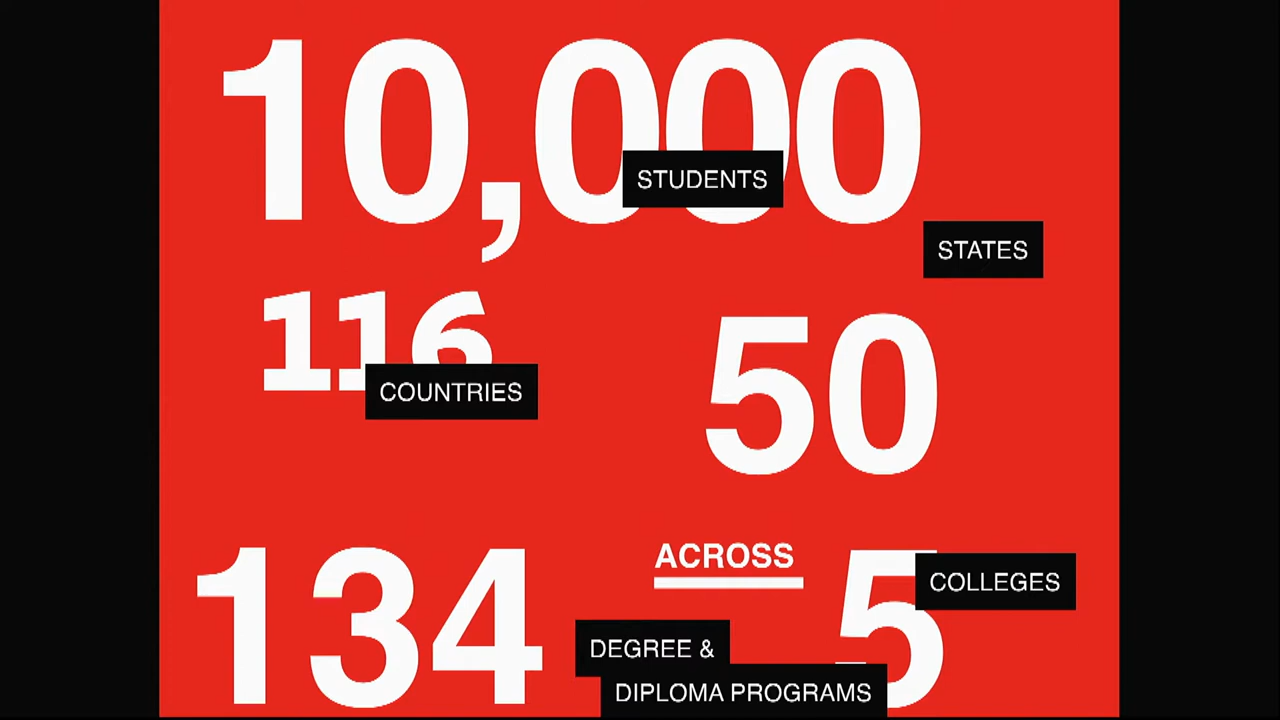 10,000
STUDENTS
STATES
116
50
COUNTRIES
134
ACROSS
5
COLLEGES
DEGREE &
DIPLOMA PROGRAMS